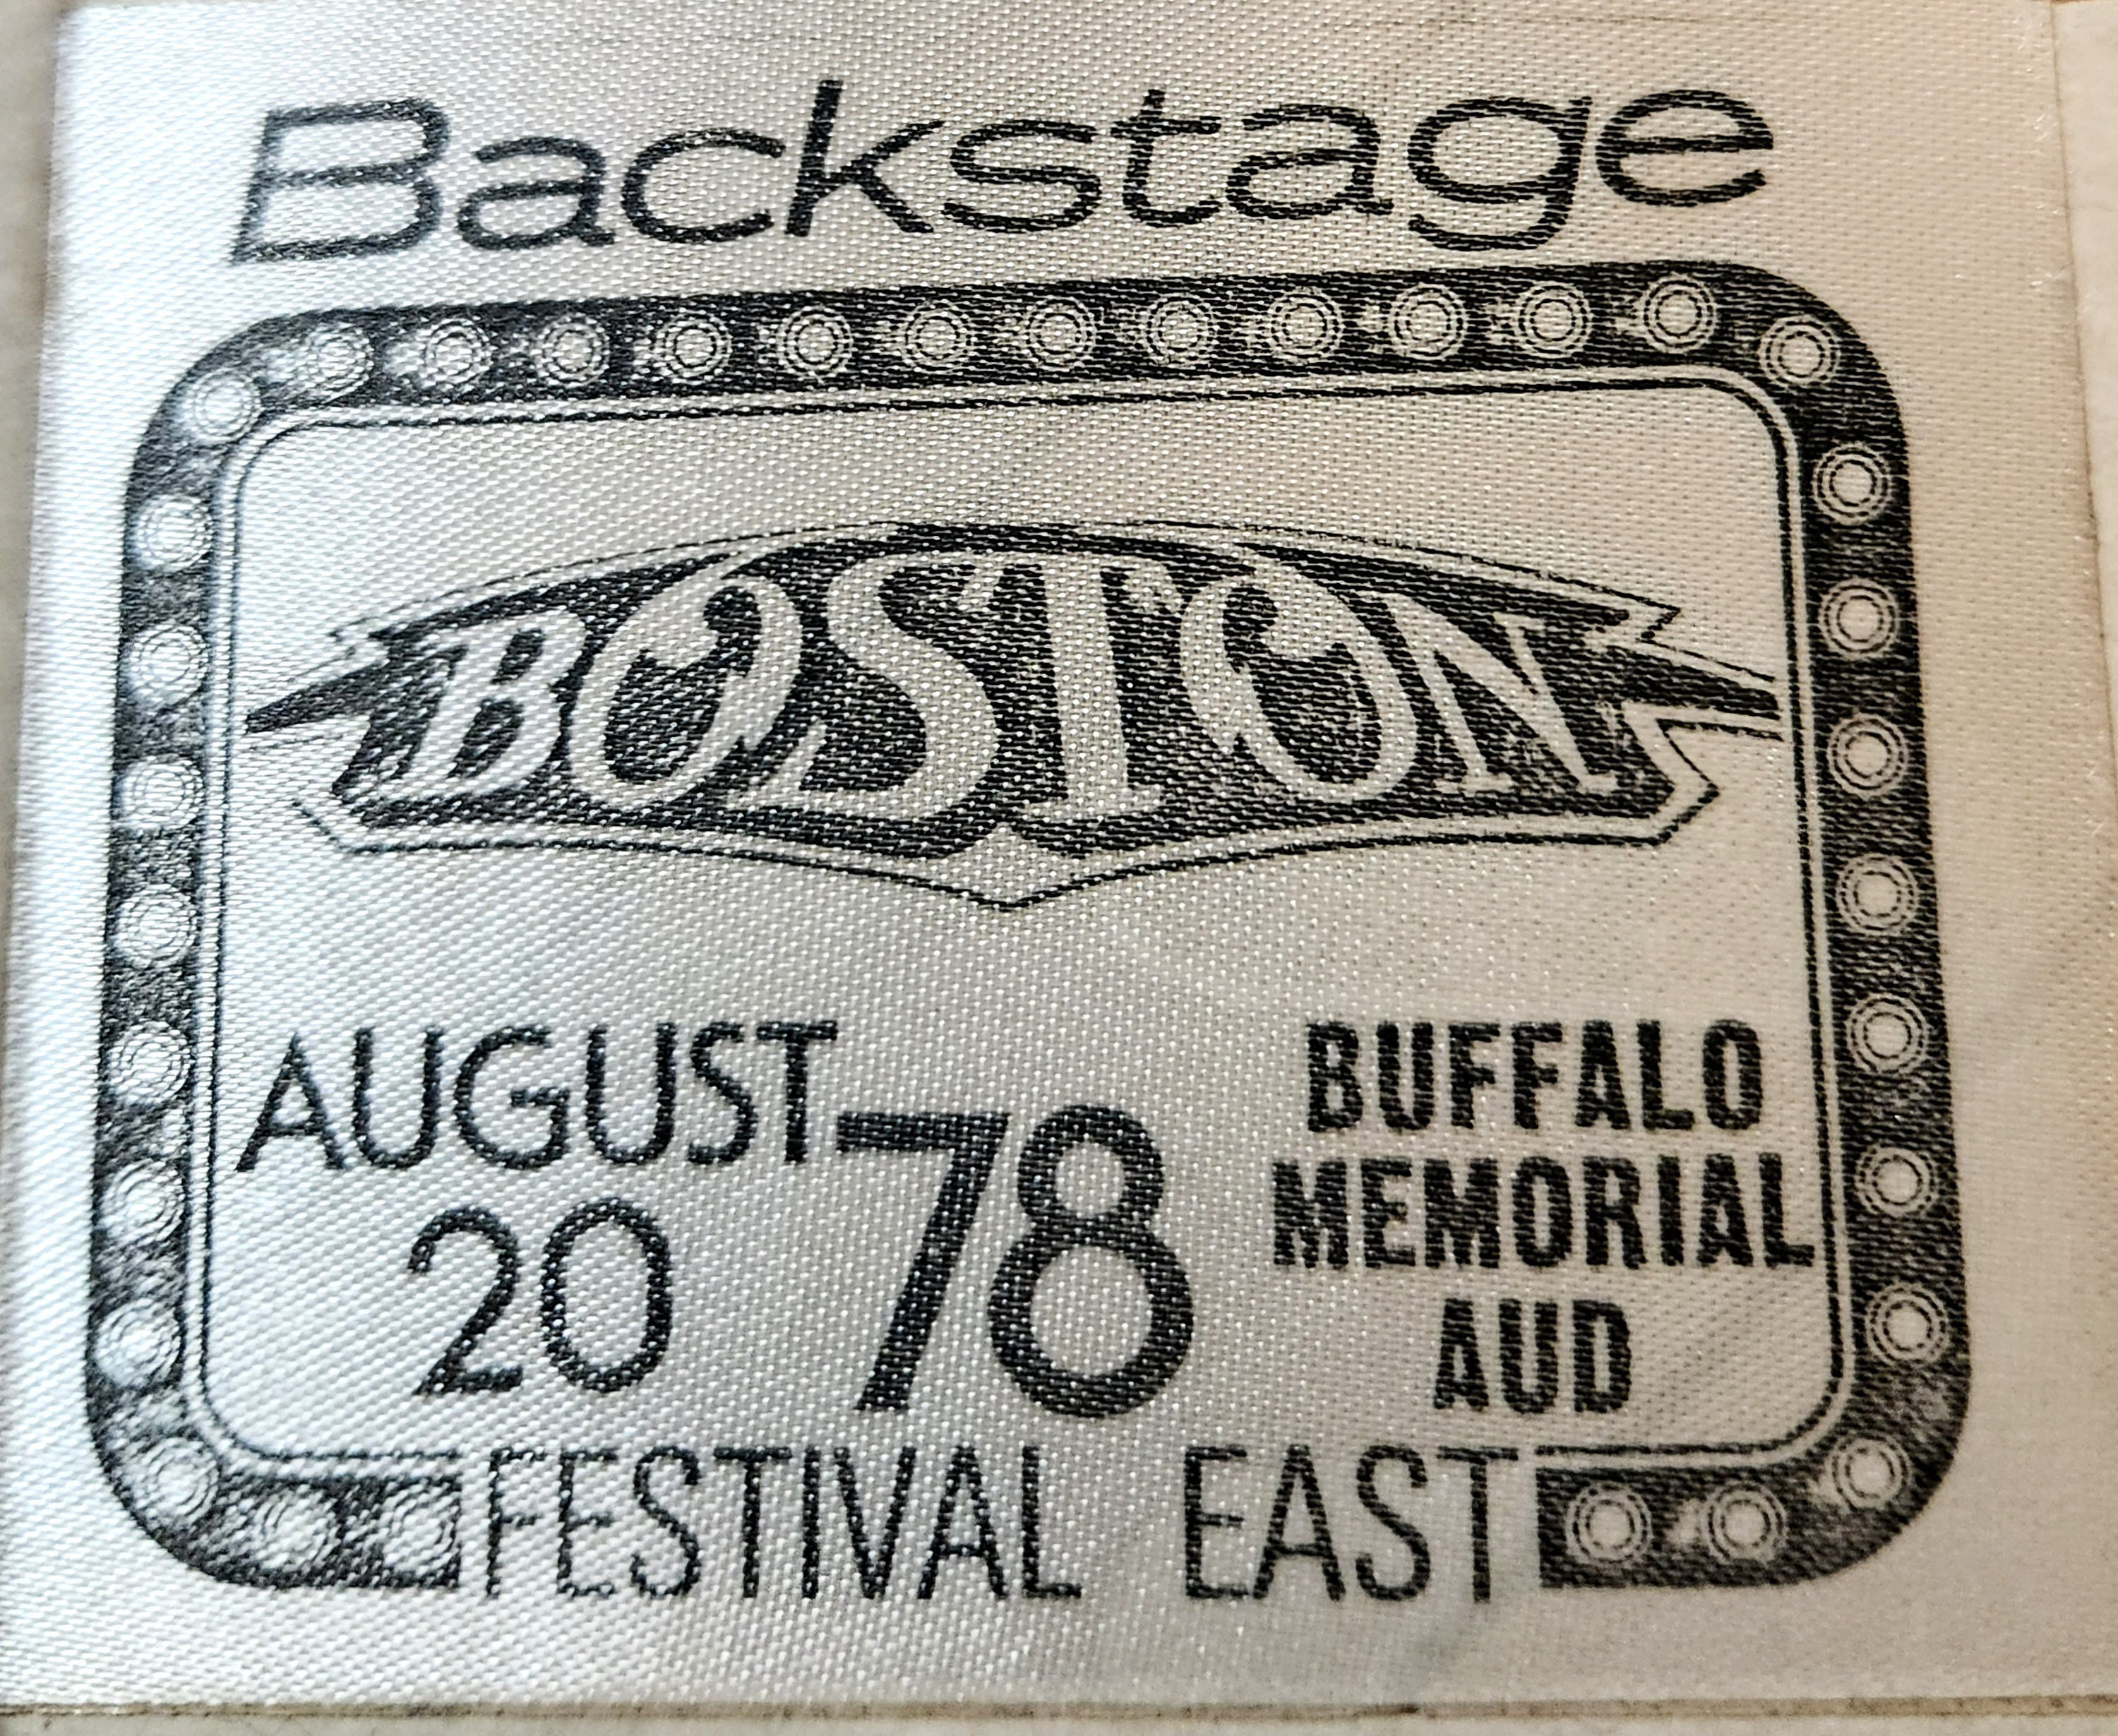 Backstage
BOSTON
AUGUST
20
78
BUFFALO
MEMORIAL
AUD
FESTIVAL EAST